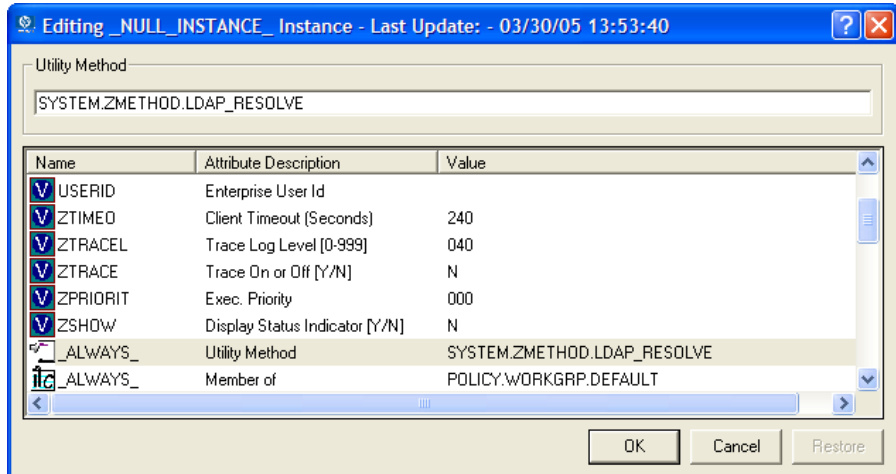 Editing _NULL_INSTANCE_ Instance - Last Update: - 03/30/05 13:53:40
Utility Method
SYSTEM.ZMETHOD.LDAP_RESOLVE
Name Attribute Description Value
V USERID Enterprise User Id
V ZTIMEO Client Timeout (Seconds) 240
V ZTRACEL Trace Log Level [0-999] 040
V ZTRACE Trace On or Off [Y/N] N
V ZPRIORIT Exec. Priority 000
V ZSHOW Display Status Indicator [Y/N] N
_ALWAYS_ Utility Method SYSTEM.ZMETHOD.LDAP_RESOLVE
_ALWAYS_ Member of POLICY.WORKGRP.DEFAULT
OK Cancel Restore